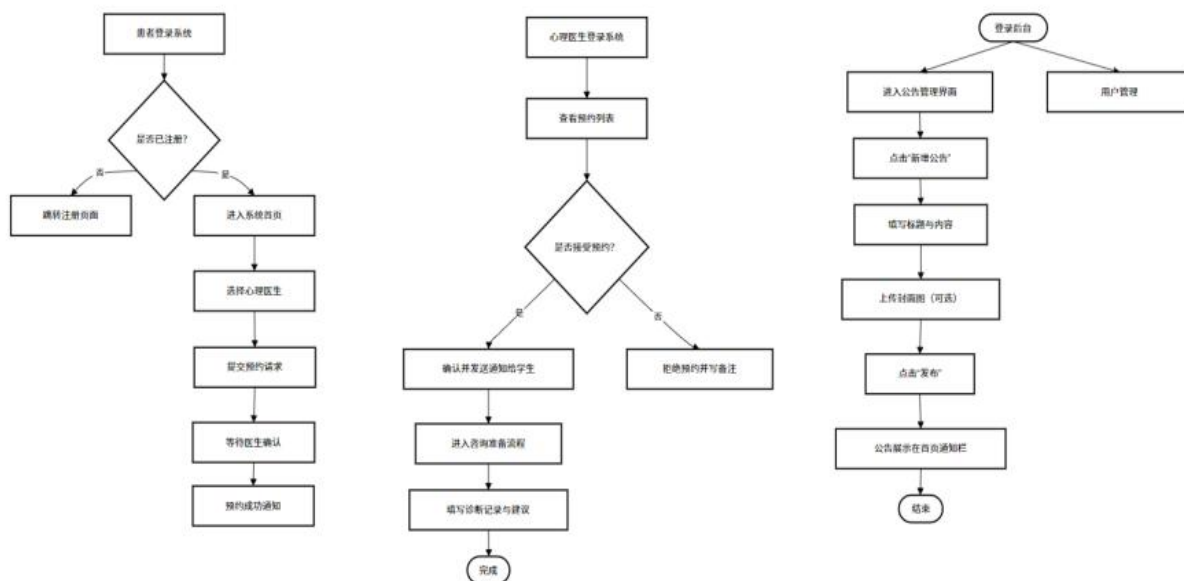 患者登录系统
是否已注册?
否
是
跳转注册页面
进入系统首页
选择心理医生
提交预约请求
等待医生确认
预约成功通知
心理医生登录系统
查看预约列表
是否接受预约?
是
否
确认并发送通知给学生
拒绝预约并写备注
进入咨询准备流程
填写诊断记录与建议
完成
登录后台
进入公告管理界面
用户管理
点击“新增公告”
填写标题与内容
上传封面图（可选）
点击“发布”
公告展示在首页通知栏
结束